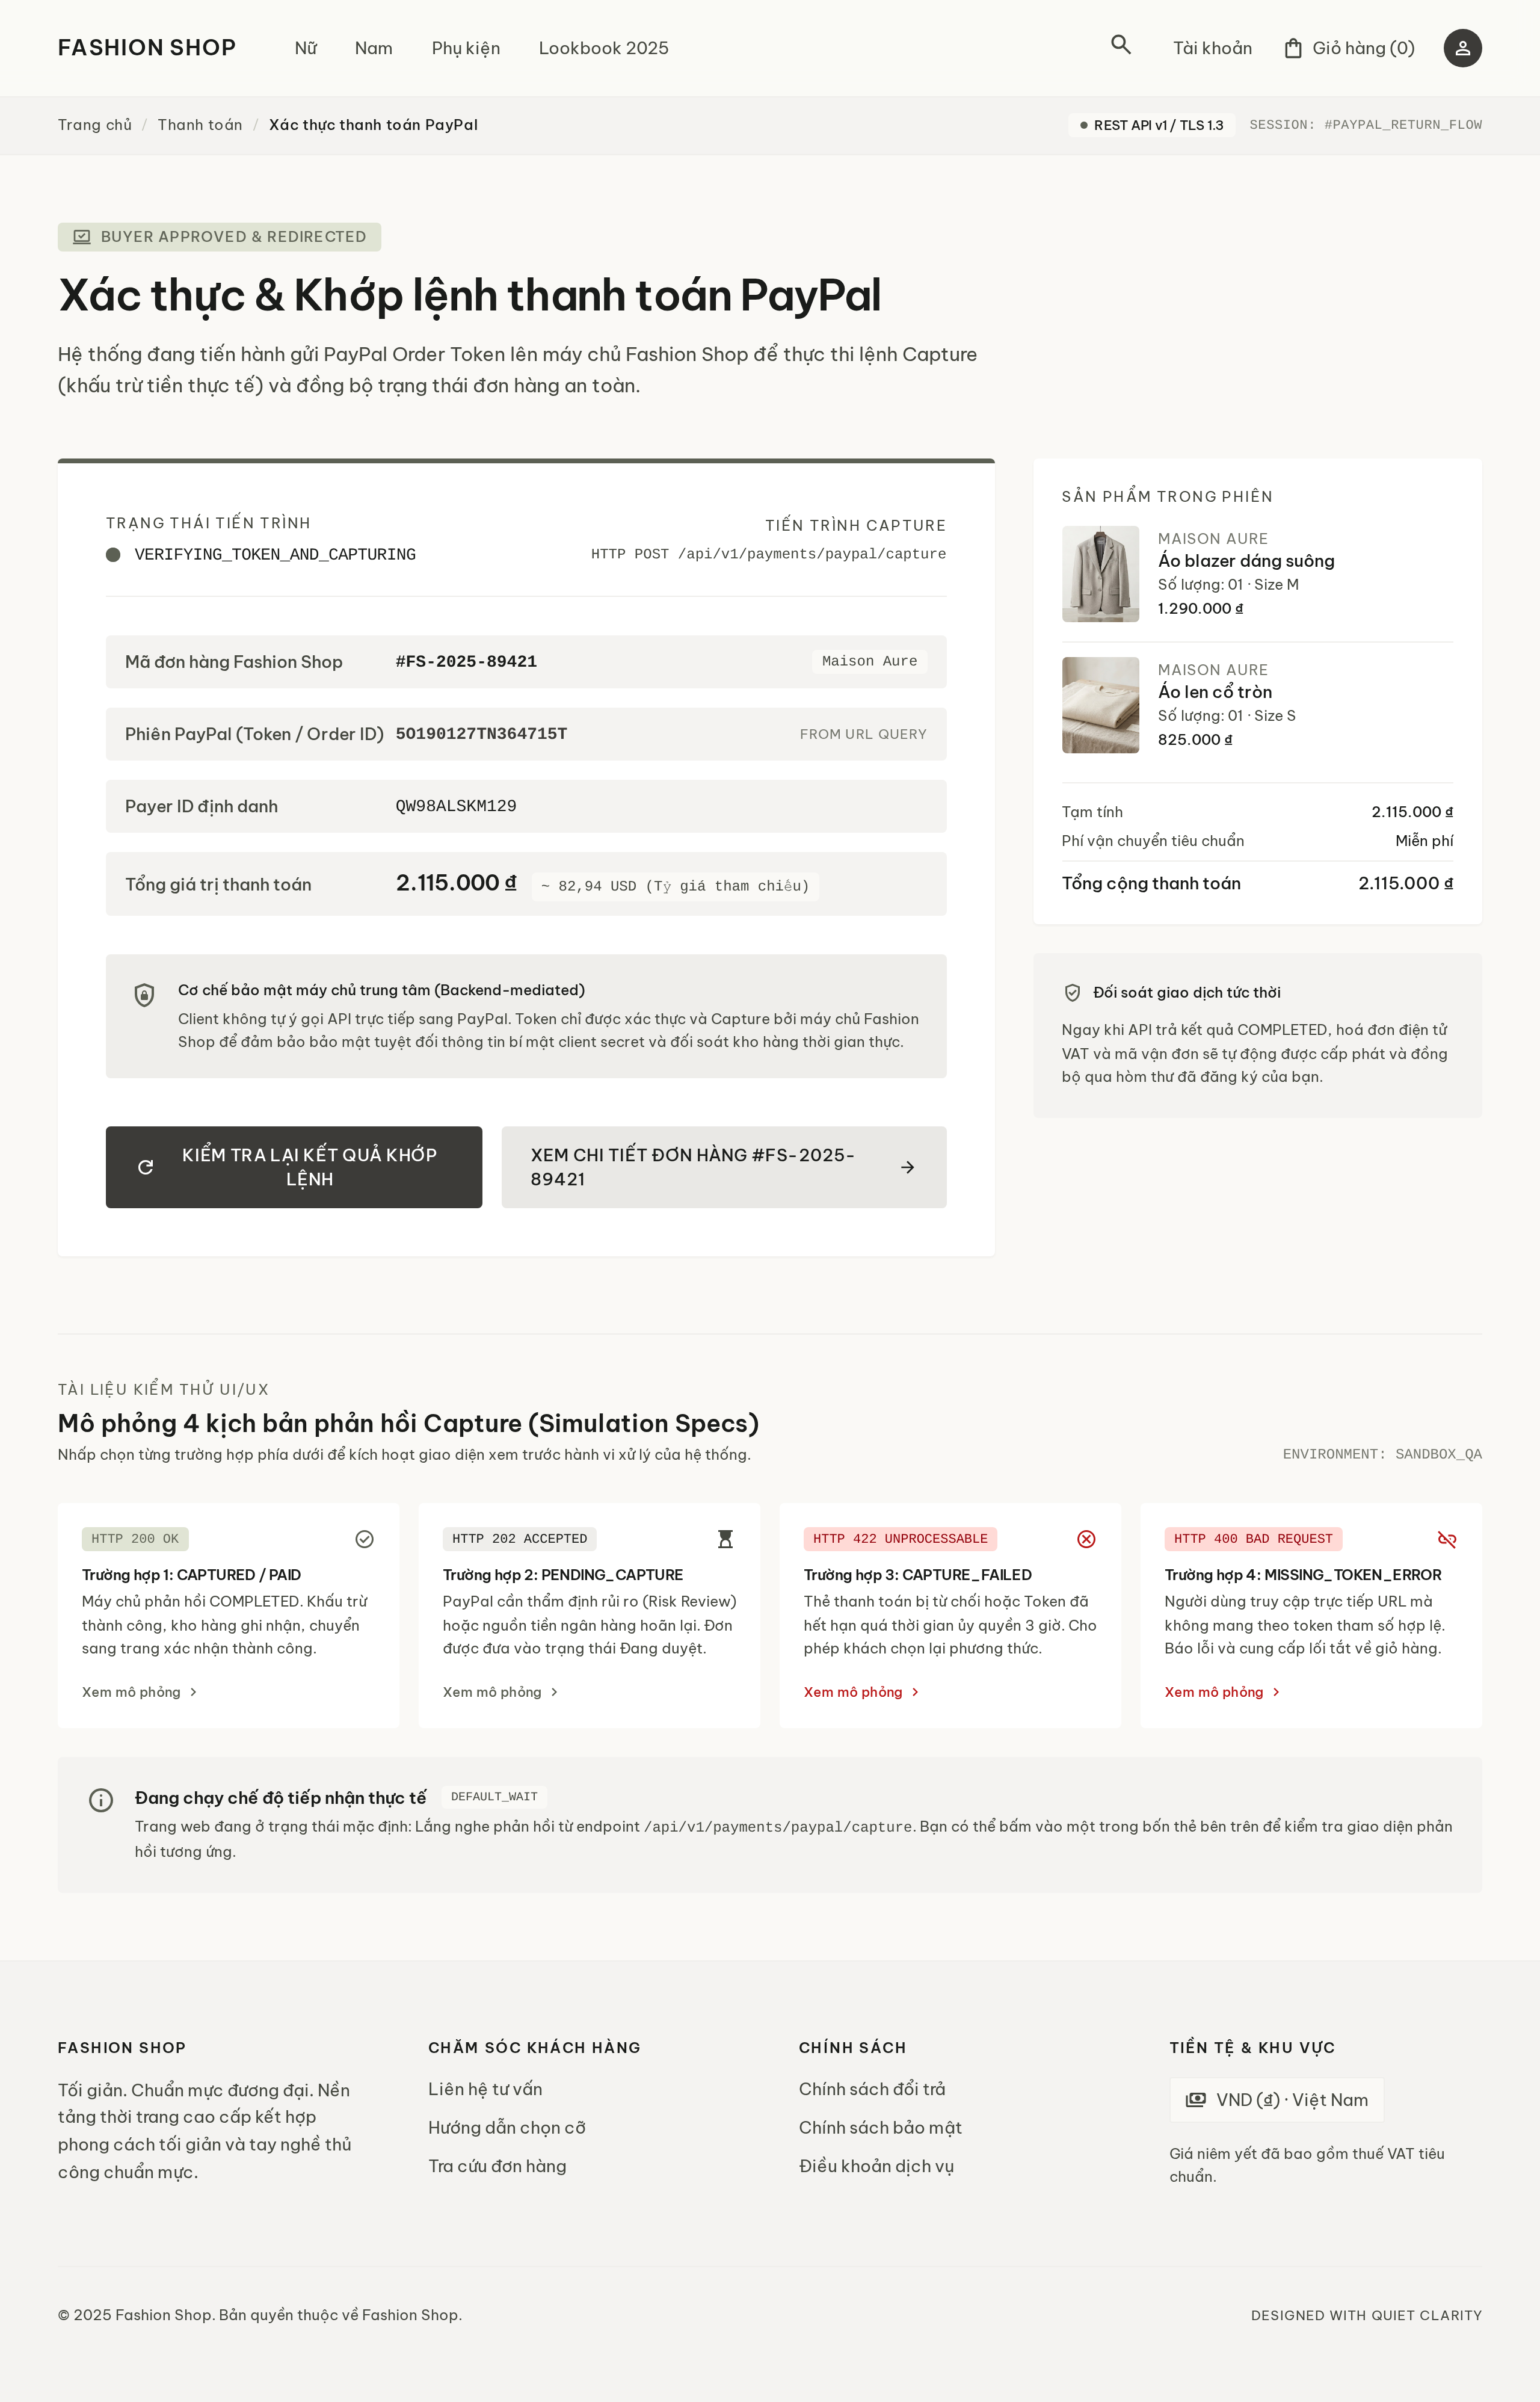 FASHION SHOP
Nữ
Nam
Phụ kiện
Lookbook 2025
Tài khoản
Giỏ hàng (0)
Trang chủ / Thanh toán / Xác thực thanh toán PayPal
REST API v1 / TLS 1.3
SESSION: #PAYPAL_RETURN_FLOW
BUYER APPROVED & REDIRECTED
Xác thực & Khớp lệnh thanh toán PayPal
Hệ thống đang tiến hành gửi PayPal Order Token lên máy chủ Fashion Shop để thực thi lệnh Capture
(khấu trừ tiền thực tế) và đồng bộ trạng thái đơn hàng an toàn.
TRẠNG THÁI TIẾN TRÌNH
VERIFYING_TOKEN_AND_CAPTURING
TIẾN TRÌNH CAPTURE
HTTP POST /api/v1/payments/paypal/capture
Mã đơn hàng Fashion Shop
#FS-2025-89421
Maison Aure
Phiên PayPal (Token / Order ID)
5O190127TN364715T
FROM URL QUERY
Payer ID định danh
QW98ALSKM129
Tổng giá trị thanh toán
2.115.000 ₫
~ 82,94 USD (Tỷ giá tham chiếu)
Cơ chế bảo mật máy chủ trung tâm (Backend-mediated)
Client không tự ý gọi API trực tiếp sang PayPal. Token chỉ được xác thực và Capture bởi máy chủ Fashion
Shop để đảm bảo bảo mật tuyệt đối thông tin bí mật client secret và đối soát kho hàng thời gian thực.
KIỂM TRA LẠI KẾT QUẢ KHỚP
LỆNH
XEM CHI TIẾT ĐƠN HÀNG #FS-2025-
89421
SẢN PHẨM TRONG PHIÊN
MAISON AURE
Áo blazer dáng suông
Số lượng: 01 · Size M
1.290.000 ₫
MAISON AURE
Áo len cổ tròn
Số lượng: 01 · Size S
825.000 ₫
Tạm tính
2.115.000 ₫
Phí vận chuyển tiêu chuẩn
Miễn phí
Tổng cộng thanh toán
2.115.000 ₫
Đối soát giao dịch tức thời
Ngay khi API trả kết quả COMPLETED, hoá đơn điện tử
VAT và mã vận đơn sẽ tự động được cấp phát và đồng
bộ qua hòm thư đã đăng ký của bạn.
TÀI LIỆU KIỂM THỬ UI/UX
Mô phỏng 4 kịch bản phản hồi Capture (Simulation Specs)
Nhấp chọn từng trường hợp phía dưới để kích hoạt giao diện xem trước hành vi xử lý của hệ thống.
ENVIRONMENT: SANDBOX_QA
HTTP 200 OK
Trường hợp 1: CAPTURED / PAID
Máy chủ phản hồi COMPLETED. Khấu trừ
thành công, kho hàng ghi nhận, chuyển
sang trang xác nhận thành công.
Xem mô phỏng
HTTP 202 ACCEPTED
Trường hợp 2: PENDING_CAPTURE
PayPal cần thẩm định rủi ro (Risk Review)
hoặc nguồn tiền ngân hàng hoãn lại. Đơn
được đưa vào trạng thái Đang duyệt.
Xem mô phỏng
HTTP 422 UNPROCESSABLE
Trường hợp 3: CAPTURE_FAILED
Thẻ thanh toán bị từ chối hoặc Token đã
hết hạn quá thời gian ủy quyền 3 giờ. Cho
phép khách chọn lại phương thức.
Xem mô phỏng
HTTP 400 BAD REQUEST
Trường hợp 4: MISSING_TOKEN_ERROR
Người dùng truy cập trực tiếp URL mà
không mang theo token tham số hợp lệ.
Báo lỗi và cung cấp lối tắt về giỏ hàng.
Xem mô phỏng
Đang chạy chế độ tiếp nhận thực tế
DEFAULT_WAIT
Trang web đang ở trạng thái mặc định: Lắng nghe phản hồi từ endpoint /api/v1/payments/paypal/capture. Bạn có thể bấm vào một trong bốn thẻ bên trên để kiểm tra giao diện phản
hồi tương ứng.
FASHION SHOP
Tối giản. Chuẩn mực đương đại. Nền
tảng thời trang cao cấp kết hợp
phong cách tối giản và tay nghề thủ
công chuẩn mực.
CHĂM SÓC KHÁCH HÀNG
Liên hệ tư vấn
Hướng dẫn chọn cỡ
Tra cứu đơn hàng
CHÍNH SÁCH
Chính sách đổi trả
Chính sách bảo mật
Điều khoản dịch vụ
TIỀN TỆ & KHU VỰC
VND (₫) · Việt Nam
Giá niêm yết đã bao gồm thuế VAT tiêu
chuẩn.
© 2025 Fashion Shop. Bản quyền thuộc về Fashion Shop.
DESIGNED WITH QUIET CLARITY